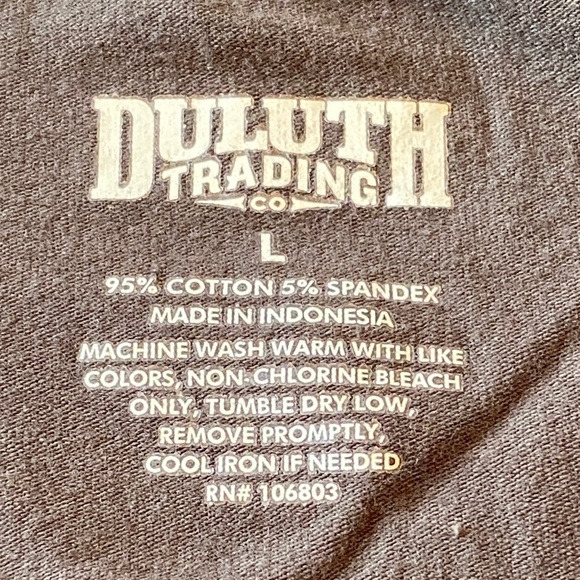 DULUTH
TRADING
CO
L
95% COTTON 5% SPANDEX
MADE IN INDONESIA
MACHINE WASH WARM WITH LIKE
COLORS, NON-CHLORINE BLEACH
ONLY, TUMBLE DRY LOW,
REMOVE PROMPTLY,
COOL IRON IF NEEDED
RN# 106803